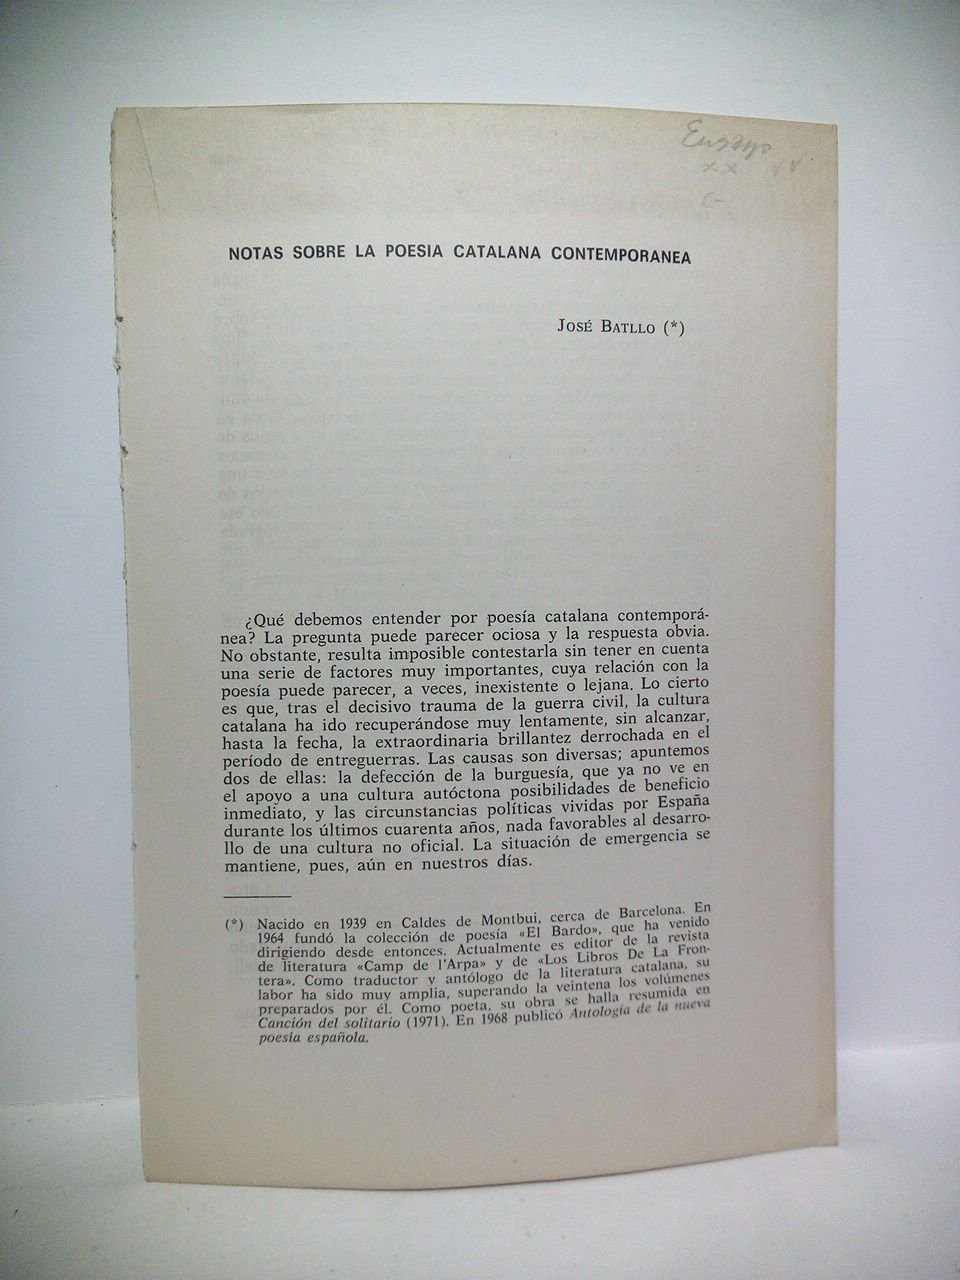 Ensayo
xx VV
C-
NOTAS SOBRE LA POESIA CATALANA CONTEMPORANEA
JOSÉ BATLLO (*)
¿Qué debemos entender por poesía catalana contemporá-
nea? La pregunta puede parecer ociosa y la respuesta obvia.
No obstante, resulta imposible contestarla sin tener en cuenta
una serie de factores muy importantes, cuya relación con la
poesía puede parecer, a veces, inexistente o lejana. Lo cierto
es que, tras el decisivo trauma de la guerra civil, la cultura
catalana ha ido recuperándose muy lentamente, sin alcanzar,
hasta la fecha, la extraordinaria brillantez derrochada en el
período de entreguerras. Las causas son diversas; apuntemos
dos de ellas: la defección de la burguesía, que ya no ve en
el apoyo a una cultura autóctona posibilidades de beneficio
inmediato, y las circunstancias políticas vividas por España
durante los últimos cuarenta años, nada favorables al desarro-
llo de una cultura no oficial. La situación de emergencia se
mantiene, pues, aún en nuestros días.
(*) Nacido en 1939 en Caldes de Montbui, cerca de Barcelona. En
1964 fundó la colección de poesía «El Bardo», que ha venido
dirigiendo desde entonces. Actualmente es editor de la revista
de literatura «Camp de l'Arpa» y de «Los Libros De La Fron-
tera». Como traductor y antólogo de la literatura catalana, su
labor ha sido muy amplia, superando la veintena los volúmenes
preparados por él. Como poeta, su obra se halla resumida en
Canción del solitario (1971). En 1968 publicó Antología de la nueva
poesía española.